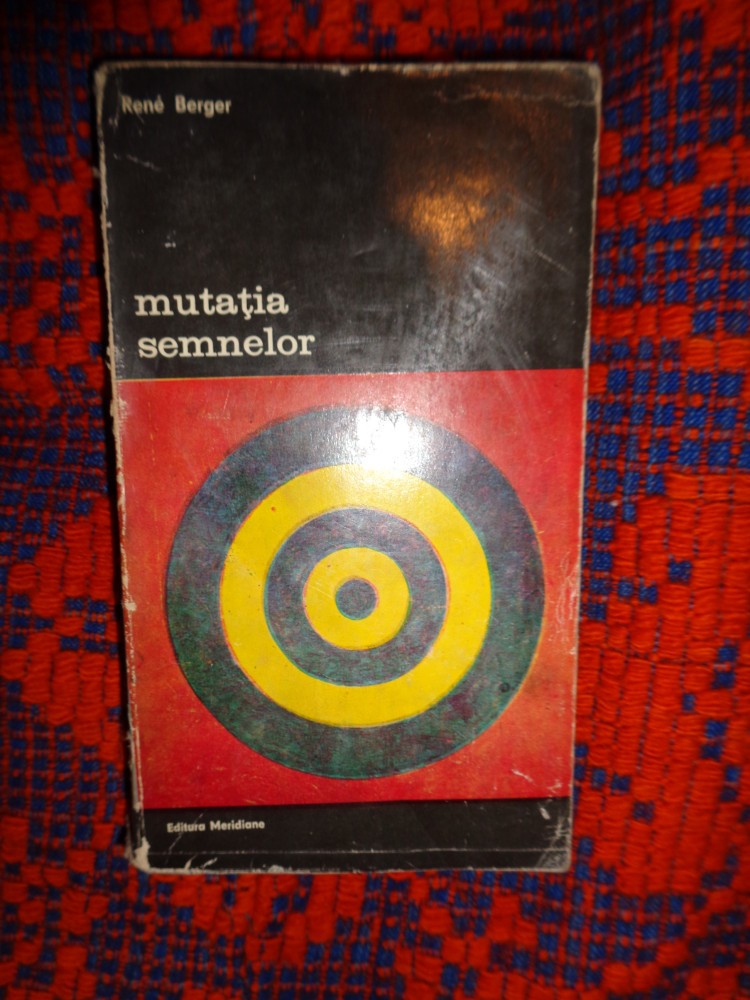 René Berger
mutaţia
semnelor
Editura Meridiane